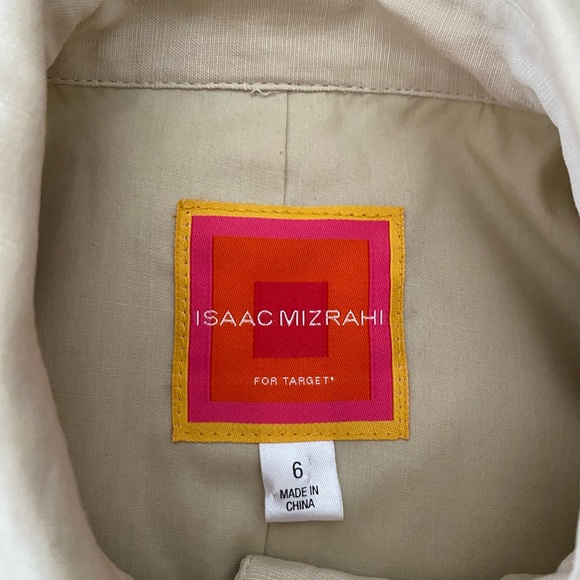 ISAAC MIZRAHI
FOR TARGET*
6
MADE IN
CHINA